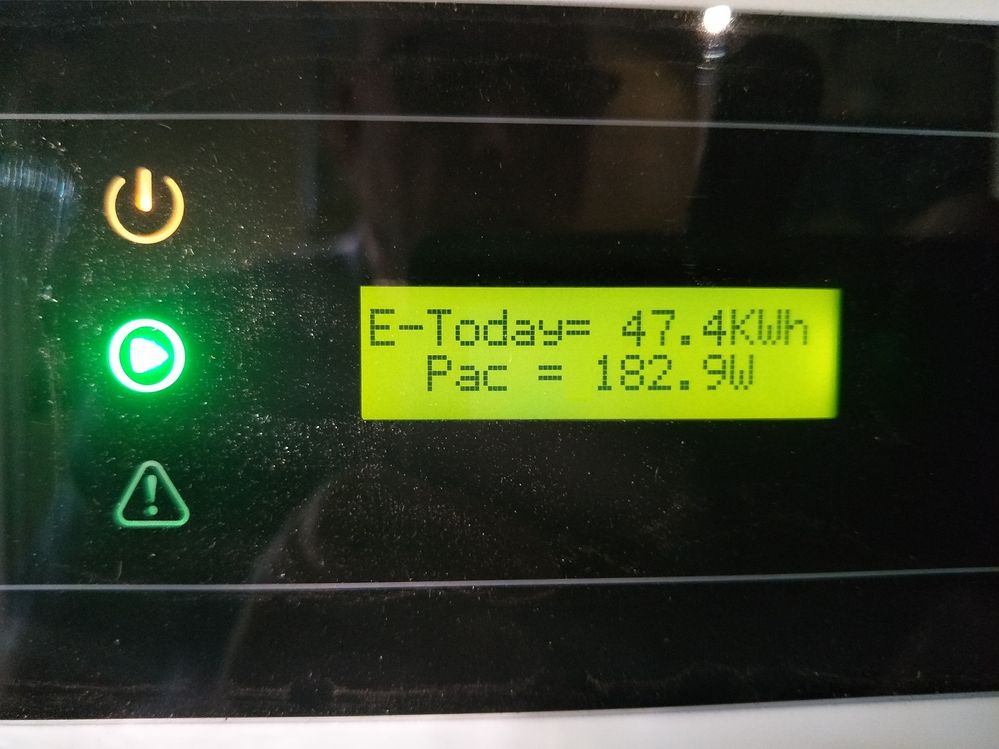 E-Today= 47.4KWh
Pac = 182.9W